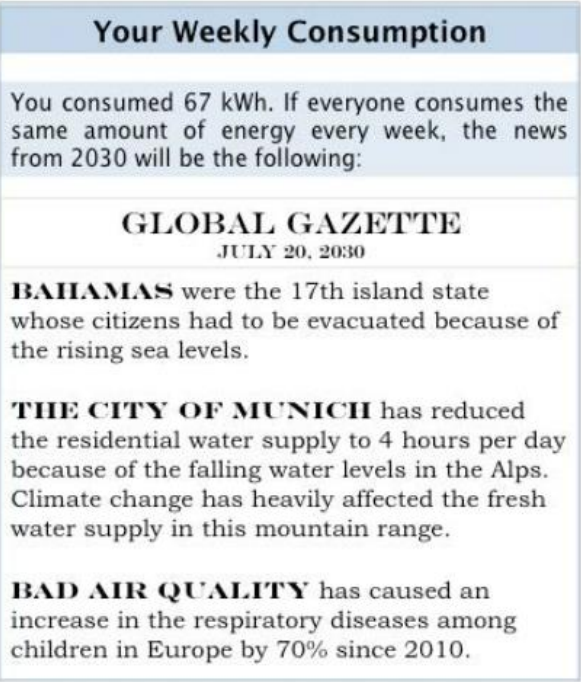 Your Weekly Consumption
You consumed 67 kWh. If everyone consumes the
same amount of energy every week, the news
from 2030 will be the following:
GLOBAL GAZETTE
JULY 20, 2030
BAHAMAS were the 17th island state
whose citizens had to be evacuated because of
the rising sea levels.
THE CITY OF MUNICH has reduced
the residential water supply to 4 hours per day
because of the falling water levels in the Alps.
Climate change has heavily affected the fresh
water supply in this mountain range.
BAD AIR QUALITY has caused an
increase in the respiratory diseases among
children in Europe by 70% since 2010.